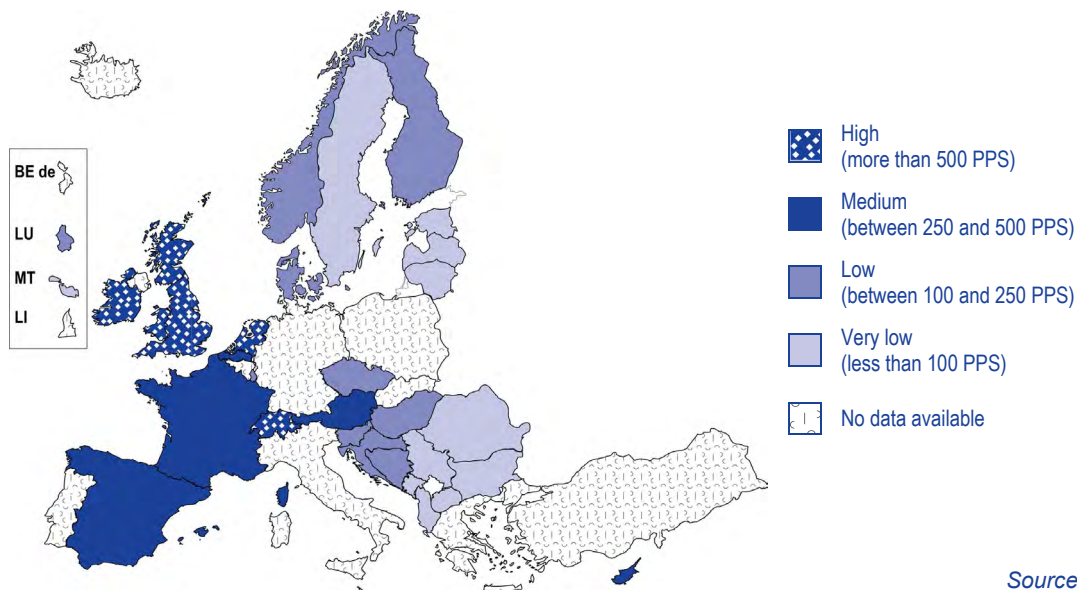 BE de
LU
MT
LI
High
(more than 500 PPS)
Medium
(between 250 and 500 PPS)
Low
(between 100 and 250 PPS)
Very low
(less than 100 PPS)
No data available
Source